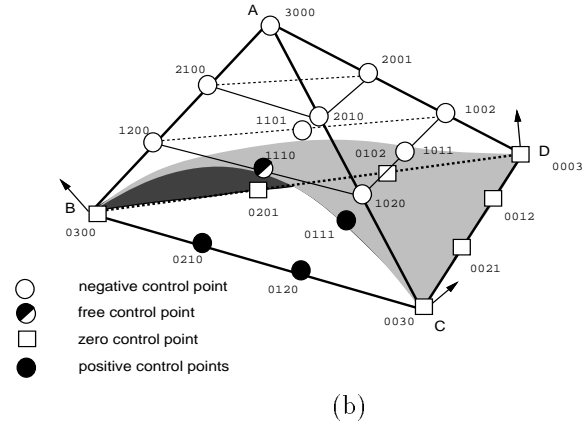 A
3000
2100
2001
1200
1101
2010
1002
1110
0102
1011
D
0003
B
0300
0201
1020
0111
0012
0210
0120
0021
0030
C
negative control point
free control point
zero control point
positive control points
(b)